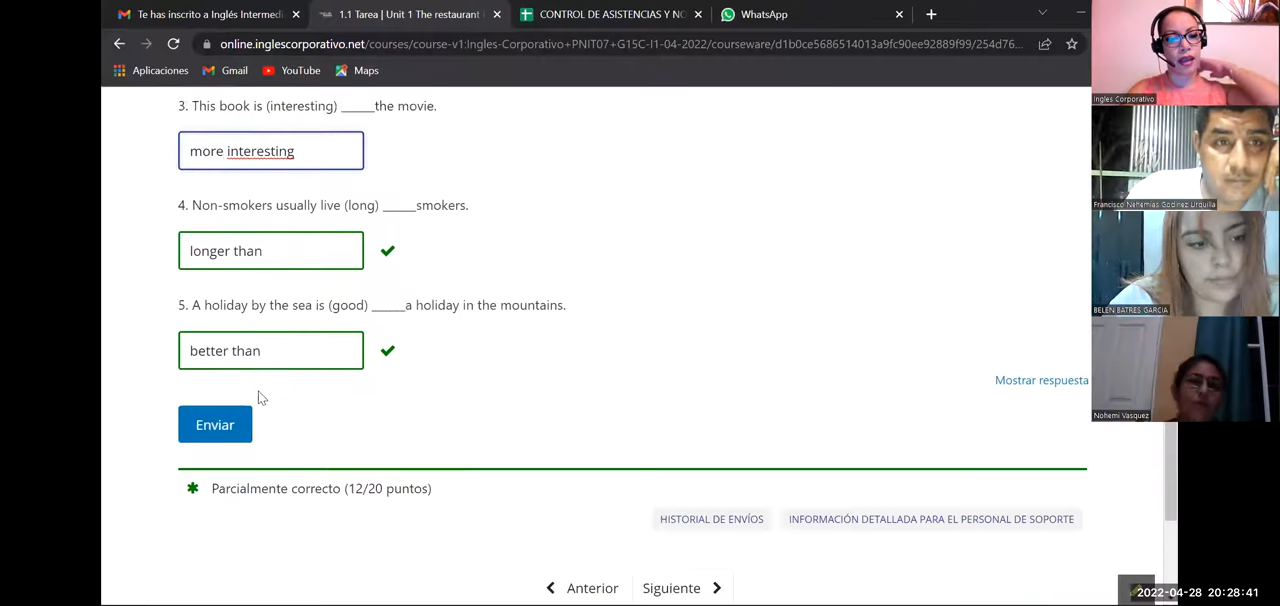 Te has inscrito a Inglés Intermedi
1.1 Tarea | Unit 1 The restaurant
CONTROL DE ASISTENCIAS Y NO
WhatsApp
online.inglescorporativo.net/courses/course-v1:Ingles-Corporativo+PNIT07+G15C-I1-04-2022/courseware/d1b0ce5686514013a9fc90ee92889f99/254d76...
Aplicaciones
Gmail
YouTube
Maps
Ingles Corporativo
3. This book is (interesting) _____the movie.
more interesting
Francisco Nehemias Godinez Urquilla
4. Non-smokers usually live (long) _____smokers.
longer than
5. A holiday by the sea is (good) _____a holiday in the mountains.
BELEN BATRES GARCIA
better than
Mostrar respuesta
Nohemi Vasquez
Enviar
Parcialmente correcto (12/20 puntos)
HISTORIAL DE ENVÍOS
INFORMACIÓN DETALLADA PARA EL PERSONAL DE SOPORTE
Anterior
Siguiente
2022-04-28 20:28:41